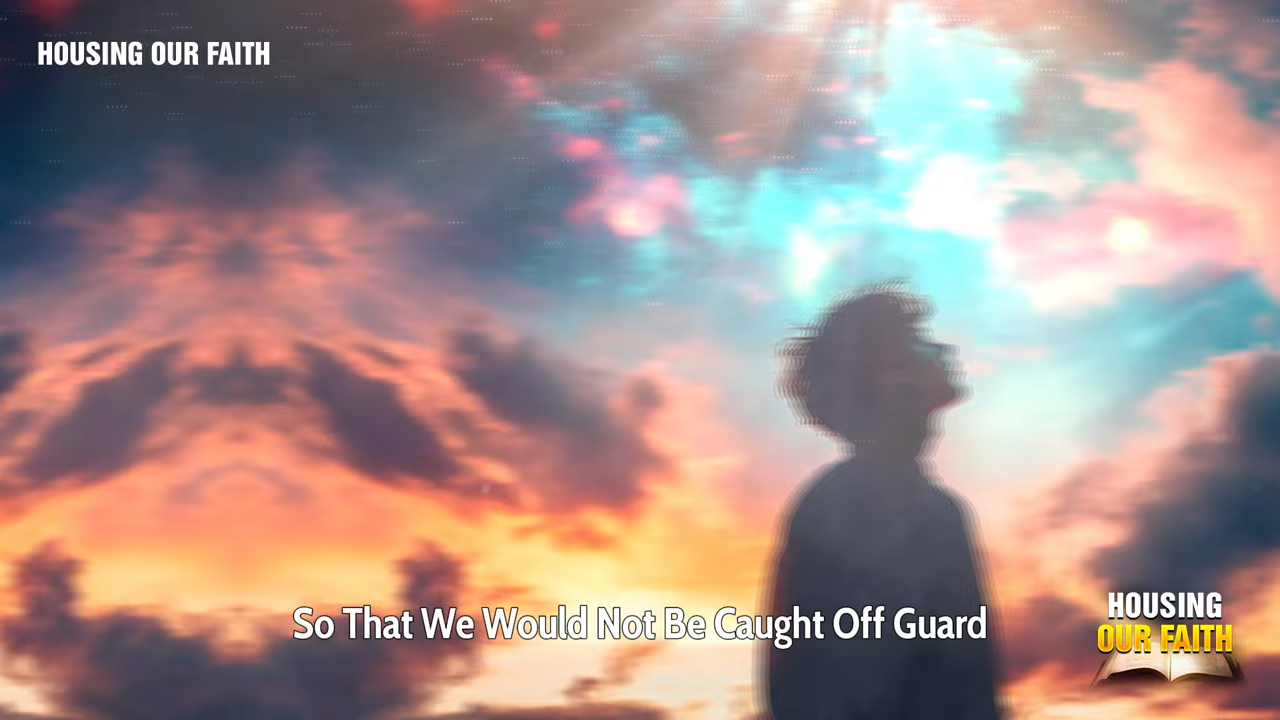 HOUSING OUR FAITH
So That We Would Not Be Caught Off Guard
HOUSING
OUR FAITH